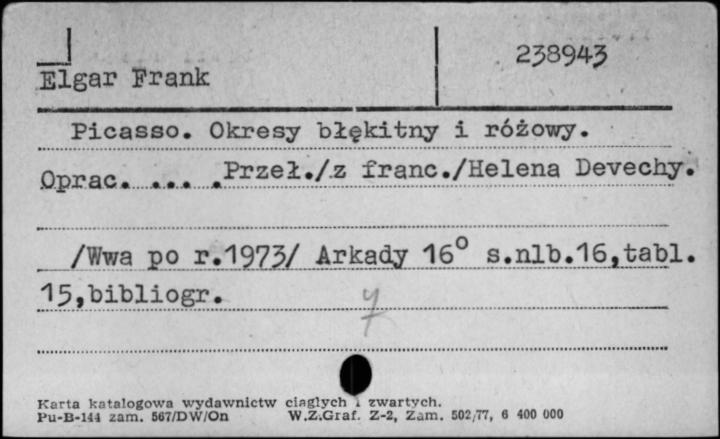 238943
Elgar Frank
Picasso. Okresy błękitny i różowy.
Oprac. ... .Przeł./z franc./Helena Devechy.
/Wwa po r.1973/ Arkady 16° s.nlb.16,tabl.
15,bibliogr.
Karta katalogowa wydawnictw ciągłych i zwartych.
Pu-B-144 zam. 567/DW/On W.Z.Graf. Z-2, Zam. 502/77, 6 400 000